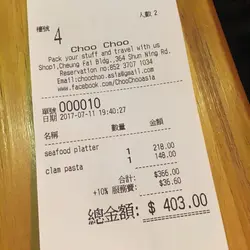 樓號 4
人數 2
Choo Choo
Pack your stuff and travel with us
Shop1,Cheung Fai Bldg.,364 Shun Ning Rd.
Reservation no:852 3707 1034
Email:choochoo.asia@gmail.com
www.facebook.com/ChooChooasia
單號 000010
日期 2017-07-11 19:40:27
名稱 數量 金額
seafood platter 1 218.00
clam pasta 1 148.00
合計: $366.00
+10% 服務費: $36.60
總金額: $ 403.00